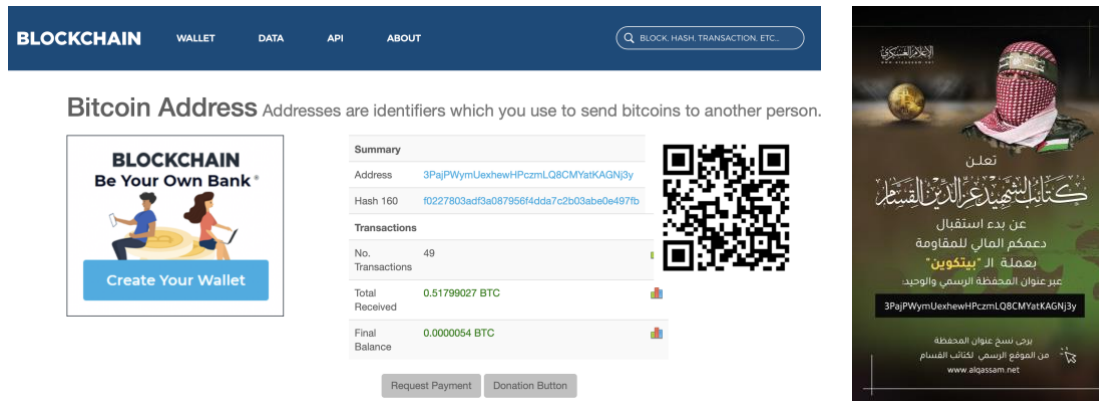 BLOCKCHAIN
WALLET
DATA
API
ABOUT
BLOCK, HASH, TRANSACTION, ETC...
Bitcoin Address Addresses are identifiers which you use to send bitcoins to another person.
BLOCKCHAIN
Be Your Own Bank®
Create Your Wallet
Summary
Address 3PajPWymUexhewHPczmLQ8CMYatKAGNj3y
Hash 160 f0227803adf3a087956f4dda7c2b03abe0e497fb
Transactions
No. 49
Transactions
Total 0.51799027 BTC
Received
Final 0.0000054 BTC
Balance
Request Payment
Donation Button
الإعلام العسكري
www.alqassam.net
تعلن
كتائب الشهيد عز الدين القسام
عن بدء استقبال
دعمكم المالي للمقاومة
بعملة الـ "بيتكوين"
عبر عنوان المحفظة الرسمي والوحيد:
3PajPWymUexhewHPczmLQ8CMYatKAGNj3y
يرجى نسخ عنوان المحفظة
من الموقع الرسمي لكتائب القسام
www.alqassam.net